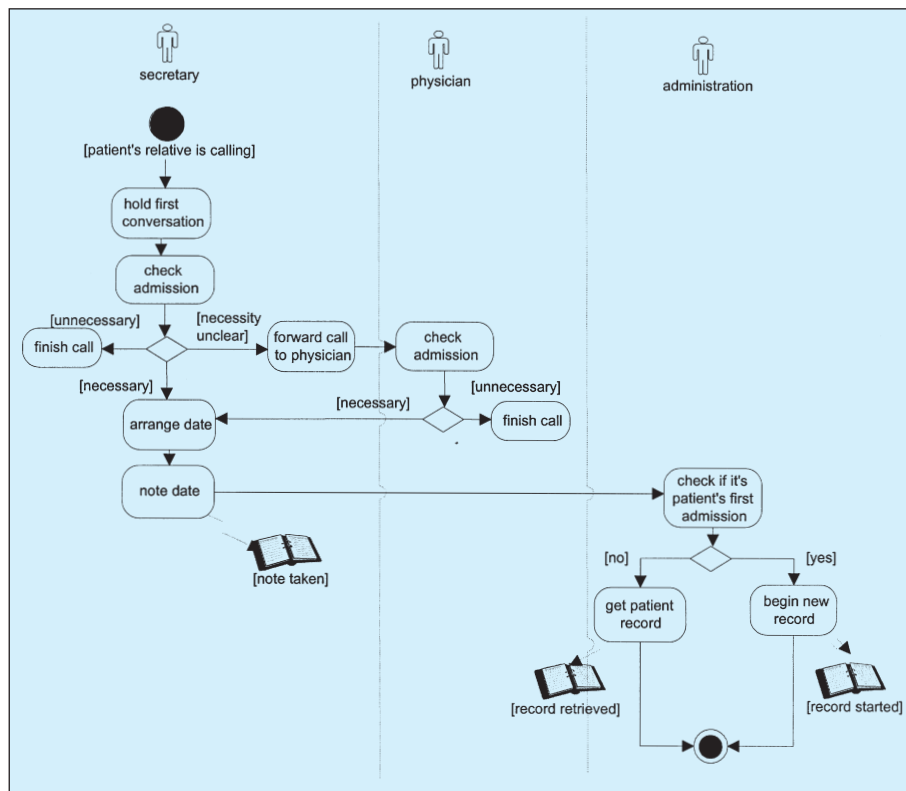 secretary
physician
administration
[patient's relative is calling]
hold first
conversation
check
admission
[unnecessary]
[necessity
unclear]
finish call
forward call
to physician
check
admission
[necessary]
[necessary]
[unnecessary]
arrange date
finish call
note date
check if it's
patient's first
admission
[note taken]
[no]
[yes]
get patient
record
begin new
record
[record retrieved]
[record started]